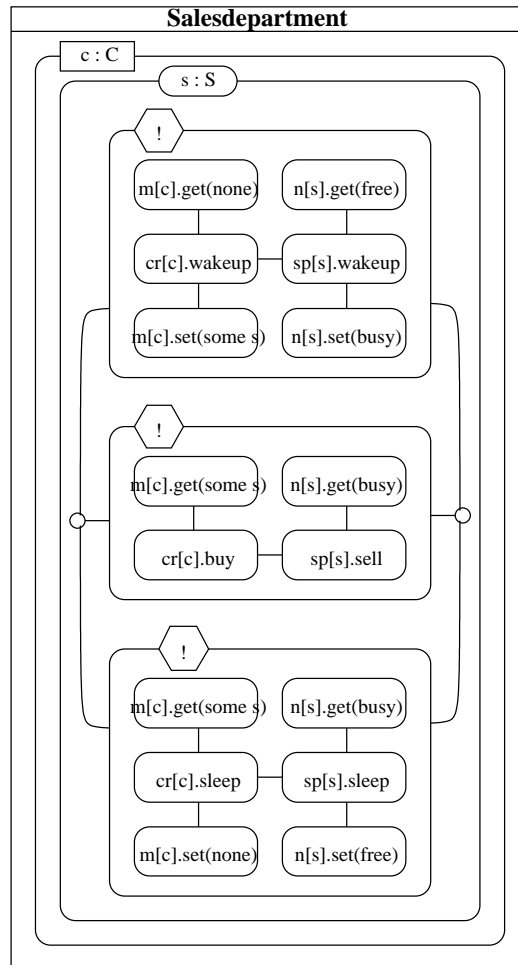 Salesdepartment
c : C
s : S
!
m[c].get(none) n[s].get(free)
cr[c].wakeup sp[s].wakeup
m[c].set(some s) n[s].set(busy)
!
m[c].get(some s) n[s].get(busy)
cr[c].buy sp[s].sell
!
m[c].get(some s) n[s].get(busy)
cr[c].sleep sp[s].sleep
m[c].set(none) n[s].set(free)